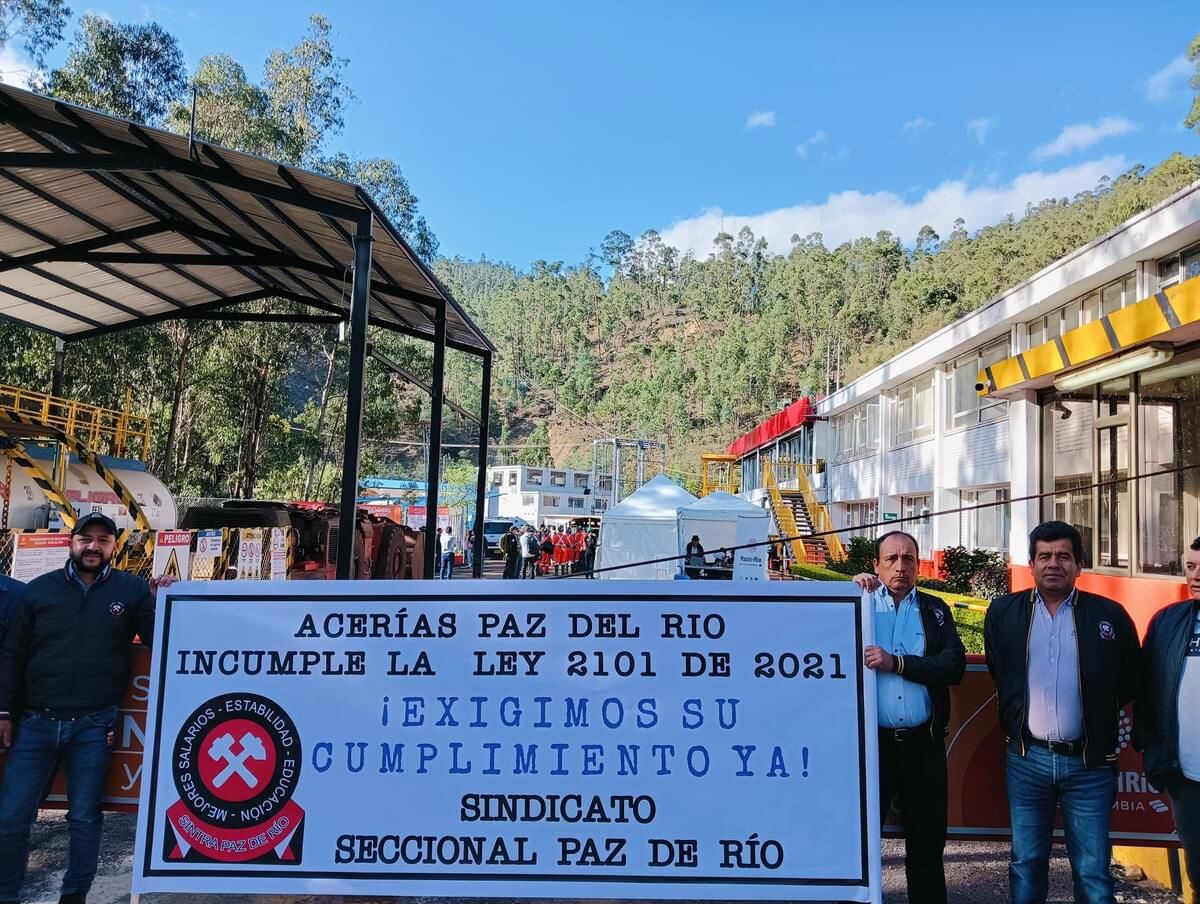 ACERÍAS PAZ DEL RIO
INCUMPLE LA LEY 2101 DE 2021
¡EXIGIMOS SU
CUMPLIMIENTO YA!
SINDICATO
SECCIONAL PAZ DE RÍO
MEJORES SALARIOS - ESTABILIDAD - EDUCACIÓN -
SINTRA PAZ DE RÍO
PELIGRO